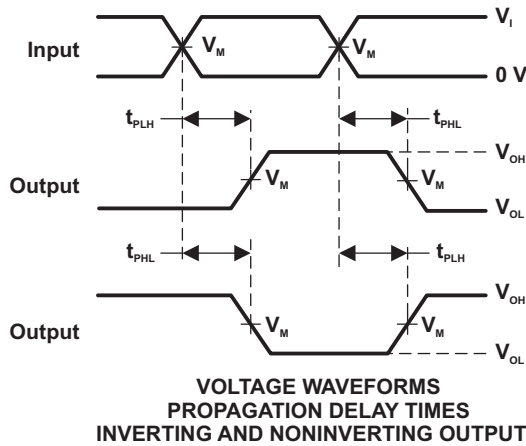 V_I
Input
V_M
V_M
0 V
t_PLH
t_PHL
V_OH
Output
V_M
V_M
V_OL
t_PHL
t_PLH
V_OH
Output
V_M
V_M
V_OL
VOLTAGE WAVEFORMS
PROPAGATION DELAY TIMES
INVERTING AND NONINVERTING OUTPUT